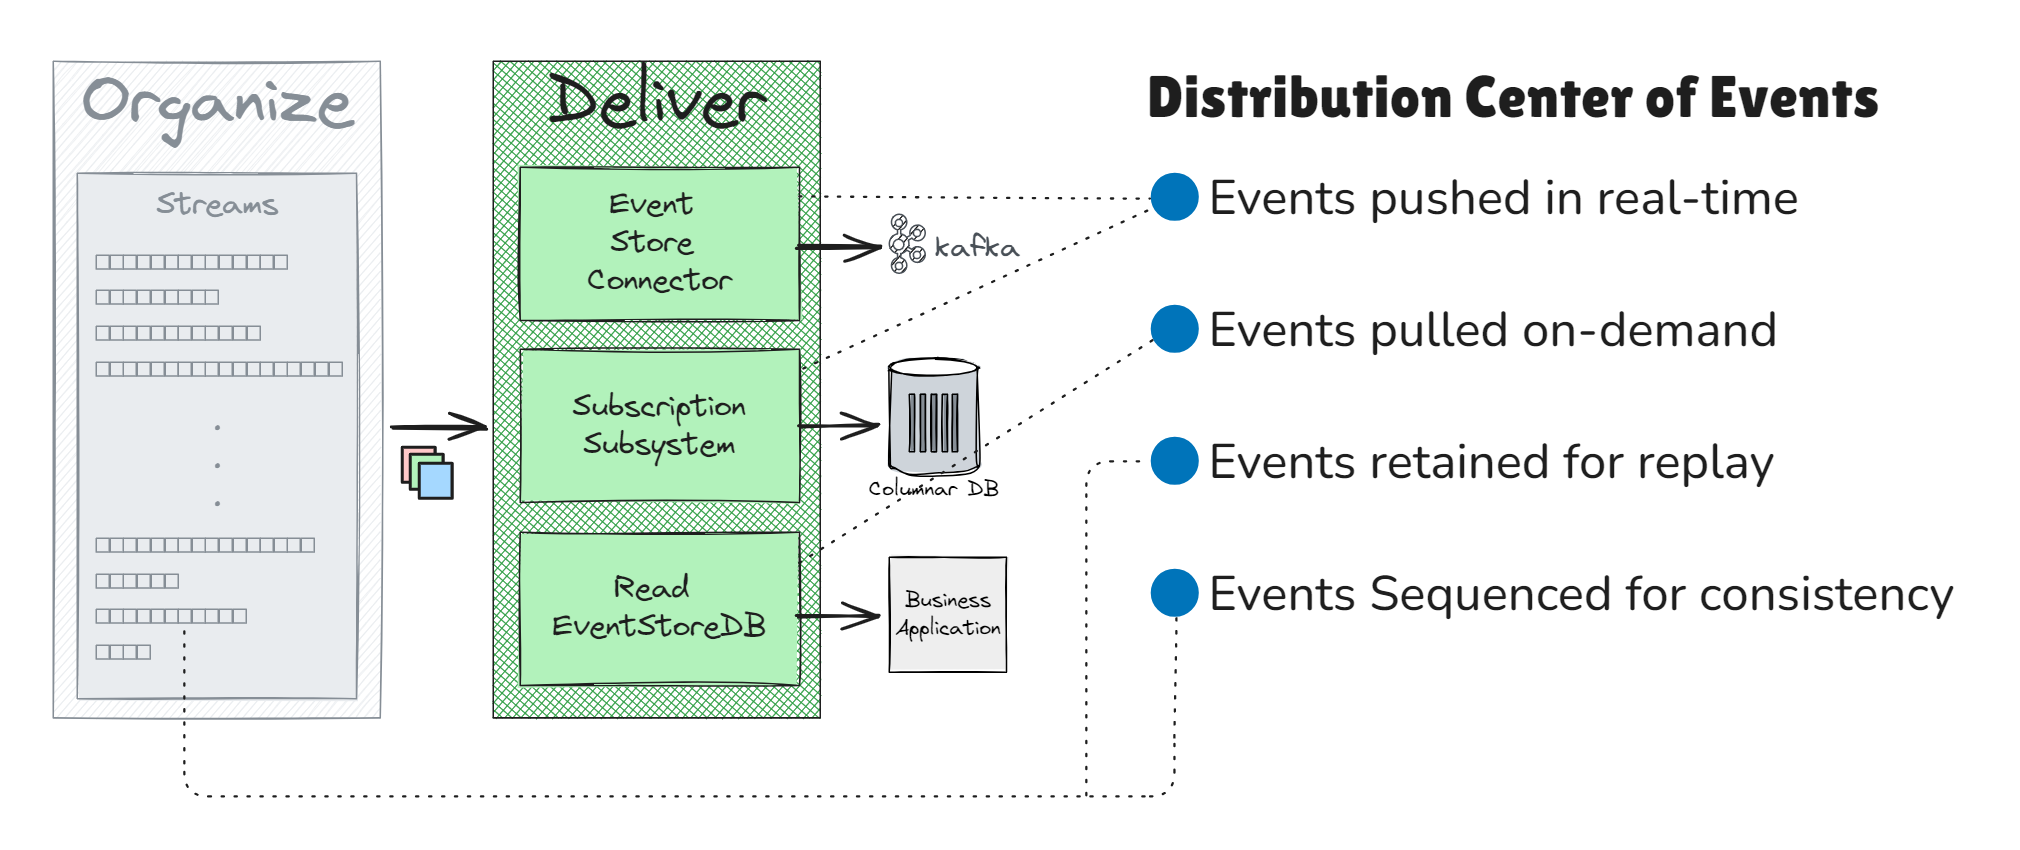 Organize
Streams
Deliver
Event
Store
Connector
Subscription
Subsystem
Read
EventStoreDB
kafka
Columnar DB
Business
Application
Distribution Center of Events
Events pushed in real-time
Events pulled on-demand
Events retained for replay
Events Sequenced for consistency